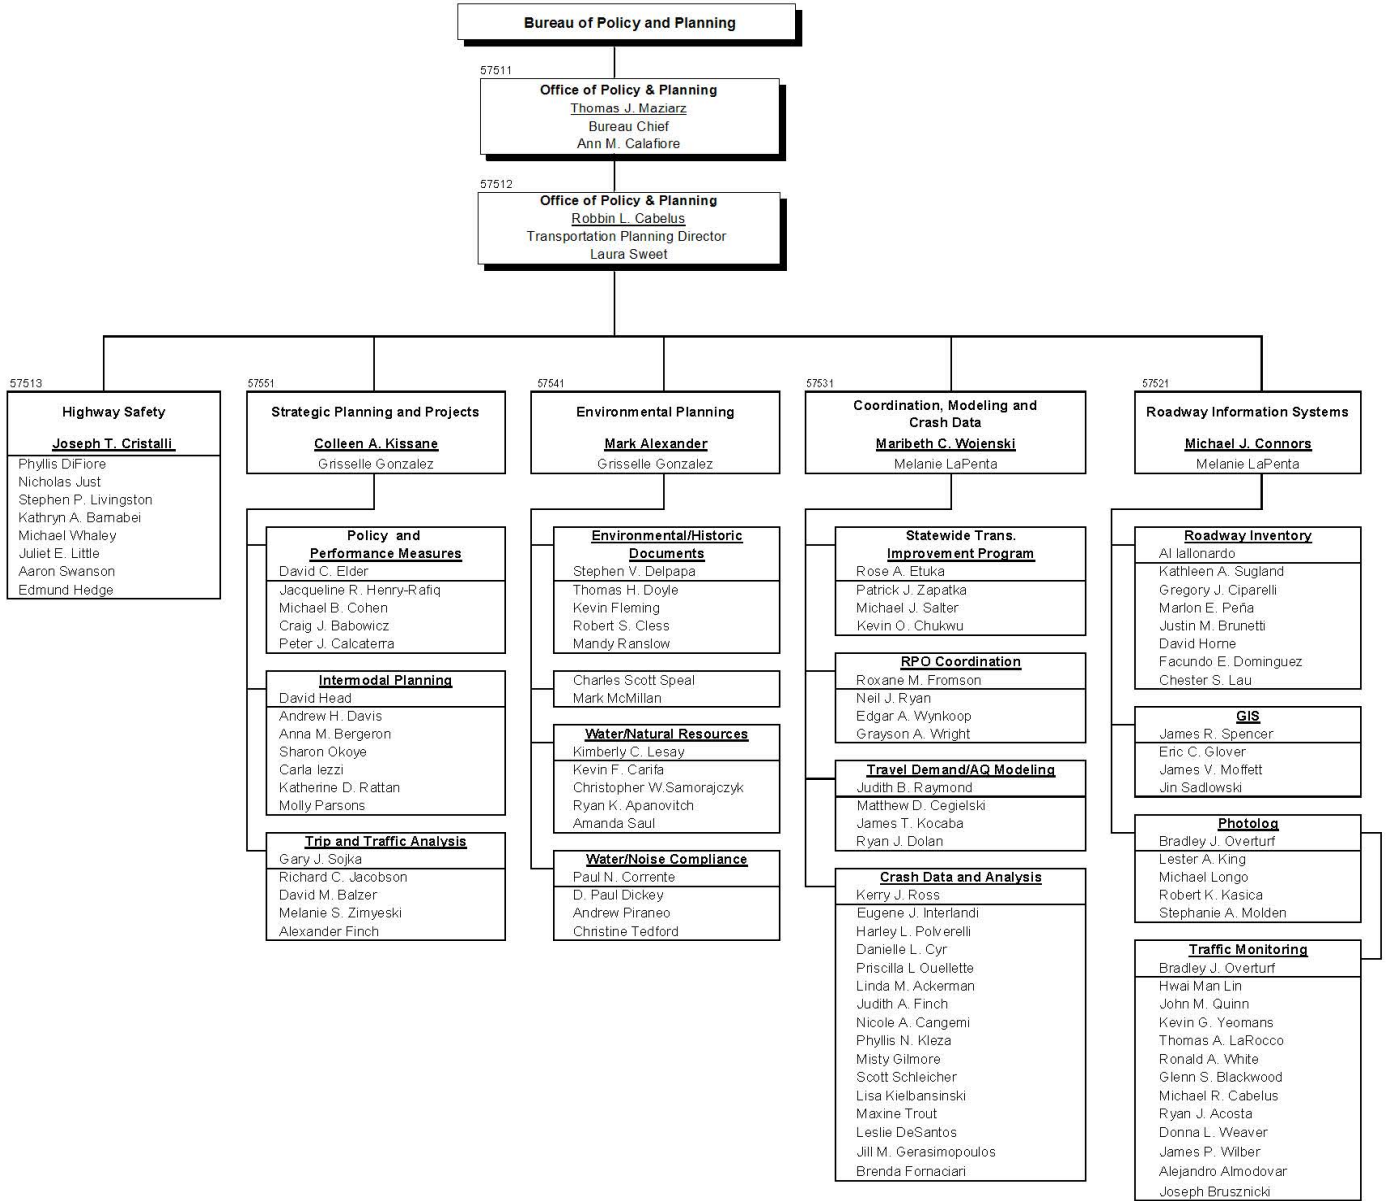 Bureau of Policy and Planning
57511
Office of Policy & Planning
Thomas J. Maziarz
Bureau Chief
Ann M. Calafiore
57512
Office of Policy & Planning
Robbin L. Cabelus
Transportation Planning Director
Laura Sweet
57513
Highway Safety
Joseph T. Cristalli
Phyllis DiFiore
Nicholas Just
Stephen P. Livingston
Kathryn A. Barnabei
Michael Whaley
Juliet E. Little
Aaron Swanson
Edmund Hedge
57551
Strategic Planning and Projects
Colleen A. Kissane
Grisselle Gonzalez
Policy and
Performance Measures
David C. Elder
Jacqueline R. Henry-Rafiq
Michael B. Cohen
Craig J. Babowicz
Peter J. Calcaterra
Intermodal Planning
David Head
Andrew H. Davis
Anna M. Bergeron
Sharon Okoye
Carla Iezzi
Katherine D. Rattan
Molly Parsons
Trip and Traffic Analysis
Gary J. Sojka
Richard C. Jacobson
David M. Balzer
Melanie S. Zimyeski
Alexander Finch
57541
Environmental Planning
Mark Alexander
Grisselle Gonzalez
Environmental/Historic
Documents
Stephen V. Delpapa
Thomas H. Doyle
Kevin Fleming
Robert S. Cless
Mandy Ranslow
Charles Scott Speal
Mark McMillan
Water/Natural Resources
Kimberly C. Lesay
Kevin F. Carifa
Christopher W.Samorajczyk
Ryan K. Apanovitch
Amanda Saul
Water/Noise Compliance
Paul N. Corrente
D. Paul Dickey
Andrew Piraneo
Christine Tedford
57531
Coordination, Modeling and
Crash Data
Maribeth C. Wojenski
Melanie LaPenta
Statewide Trans.
Improvement Program
Rose A. Etuka
Patrick J. Zapatka
Michael J. Salter
Kevin O. Chukwu
RPO Coordination
Roxane M. Fromson
Neil J. Ryan
Edgar A. Wynkoop
Grayson A. Wright
Travel Demand/AQ Modeling
Judith B. Raymond
Matthew D. Cegielski
James T. Kocaba
Ryan J. Dolan
Crash Data and Analysis
Kerry J. Ross
Eugene J. Interlandi
Harley L. Polverelli
Danielle L. Cyr
Priscilla L Ouellette
Linda M. Ackerman
Judith A. Finch
Nicole A. Cangemi
Phyllis N. Kleza
Misty Gilmore
Scott Schleicher
Lisa Kielbansinski
Maxine Trout
Leslie DeSantos
Jill M. Gerasimopoulos
Brenda Fornaciari
57521
Roadway Information Systems
Michael J. Connors
Melanie LaPenta
Roadway Inventory
Al Iallonardo
Kathleen A. Sugland
Gregory J. Ciparelli
Marlon E. Peña
Justin M. Brunetti
David Horne
Facundo E. Dominguez
Chester S. Lau
GIS
James R. Spencer
Eric C. Glover
James V. Moffett
Jin Sadlowski
Photolog
Bradley J. Overturf
Lester A. King
Michael Longo
Robert K. Kasica
Stephanie A. Molden
Traffic Monitoring
Bradley J. Overturf
Hwai Man Lin
John M. Quinn
Kevin G. Yeomans
Thomas A. LaRocco
Ronald A. White
Glenn S. Blackwood
Michael R. Cabelus
Ryan J. Acosta
Donna L. Weaver
James P. Wilber
Alejandro Almodovar
Joseph Brusznicki